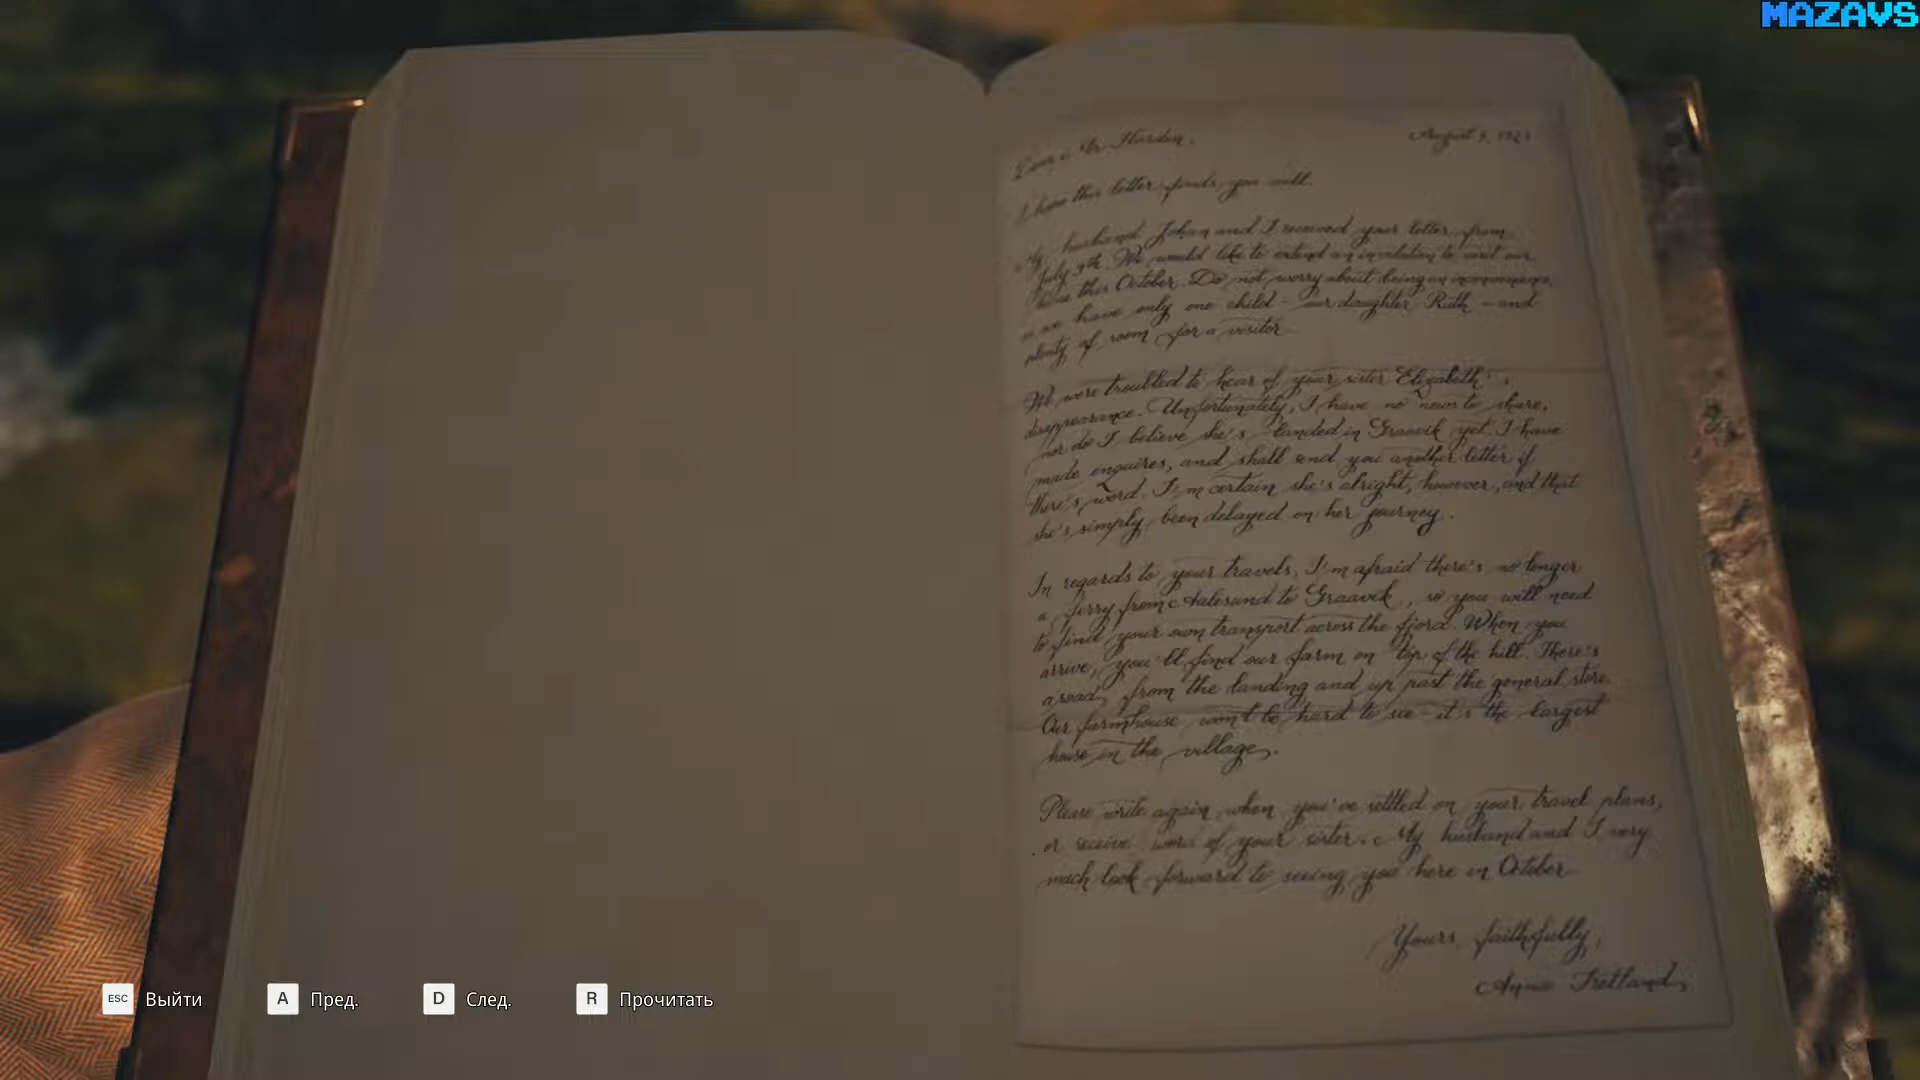 MAZAVS
Dear Mr. Harden,
August 5, 1923
I hope this letter finds you well.
My husband Johan and I received your letter from
July 9th. We would like to extend an invitation to visit our
home this October. Do not worry about being an inconvenience,
as we have only one child - our daughter Ruth - and
plenty of room for a visitor.
We were troubled to hear of your sister Elizabeth's
disappearance. Unfortunately, I have no news to share,
nor do I believe she's landed in Graavik yet. I have
made enquires, and shall send you another letter if
there's word. I'm certain she's alright, however, and that
she's simply been delayed on her journey.
In regards to your travels, I'm afraid there's no longer
a ferry from Aalesund to Graavik, so you will need
to find your own transport across the fjord. When you
arrive, you'll find our farm on top of the hill. There's
a road from the landing and up past the general store.
Our farmhouse won't be hard to see - it's the largest
house in the village.
Please write again when you've settled on your travel plans,
or receive word of your sister. My husband and I very
much look forward to seeing you here in October.
Yours faithfully,
Anne Tretland
ESC Выйти A Пред. D След. R Прочитать